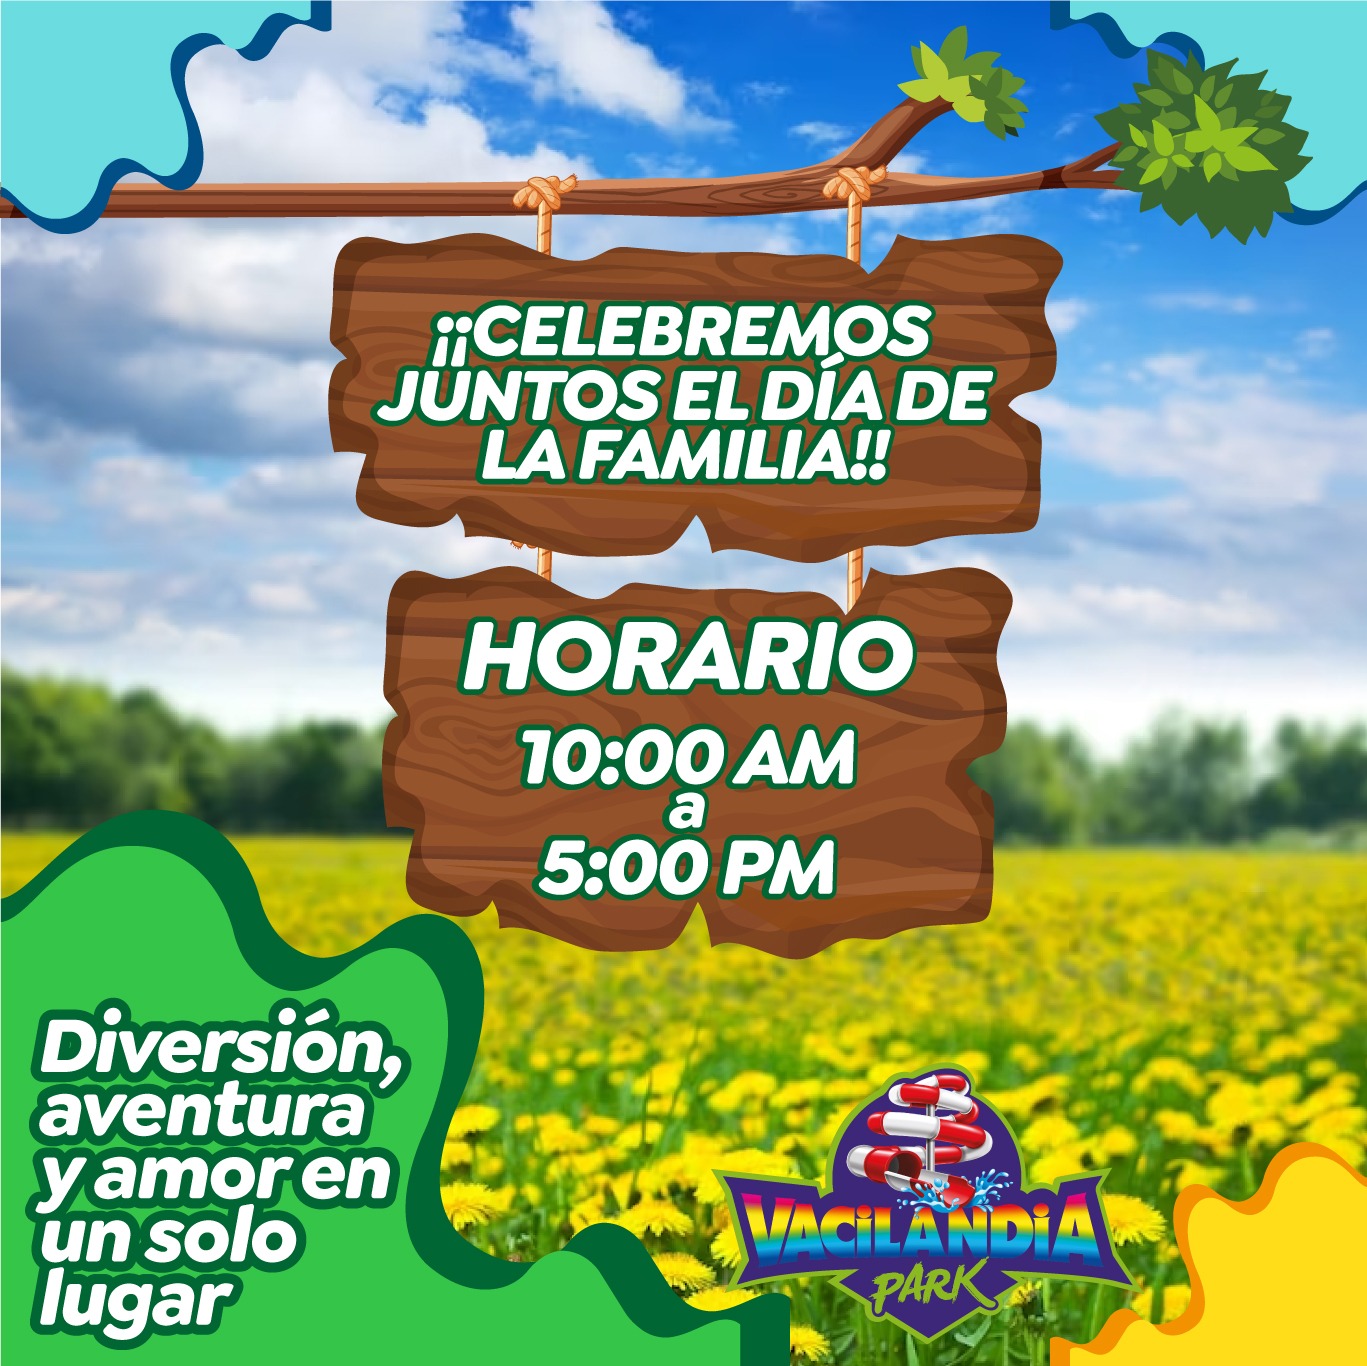 ¡¡CELEBREMOS
JUNTOS EL DÍA DE
LA FAMILIA!!
HORARIO
10:00 AM
a
5:00 PM
Diversión,
aventura
y amor en
un solo
lugar
VACiLANDiA
PARK